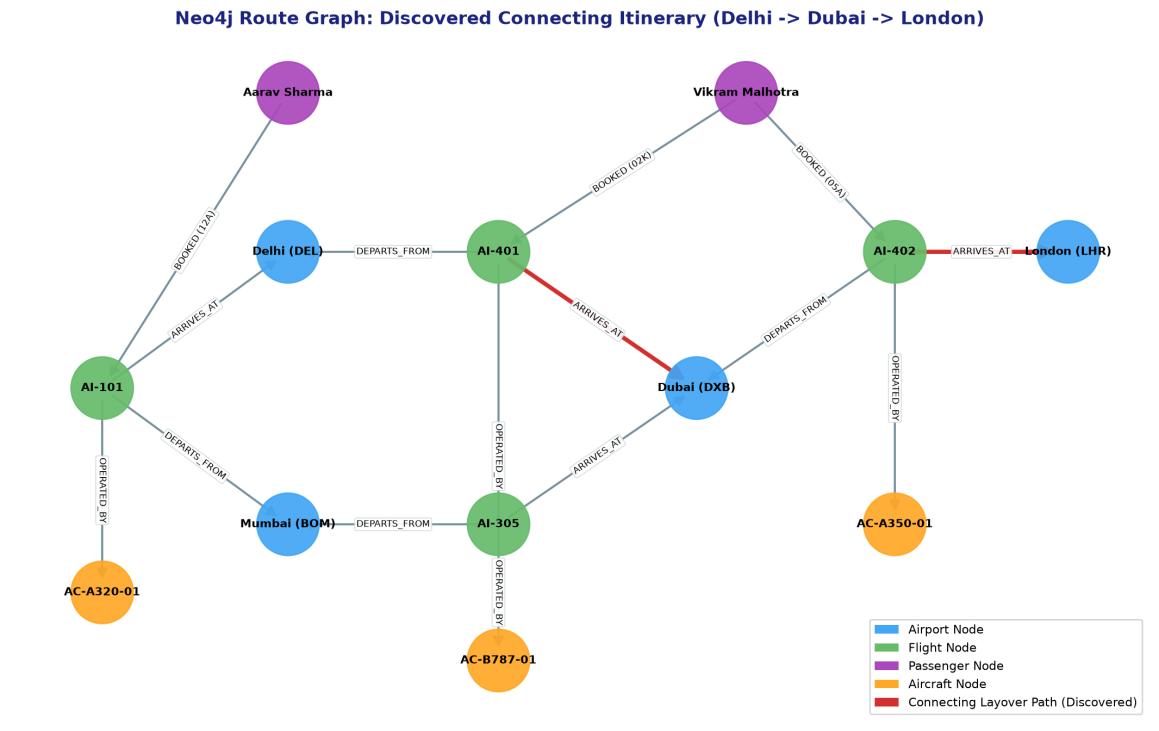 Neo4j Route Graph: Discovered Connecting Itinerary (Delhi -> Dubai -> London)
Aarav Sharma
Vikram Malhotra
BOOKED (02K)
BOOKED (05A)
BOOKED (12A)
Delhi (DEL)
DEPARTS_FROM
AI-401
AI-402
ARRIVES_AT
London (LHR)
ARRIVES_AT
ARRIVES_AT
DEPARTS_FROM
AI-101
Dubai (DXB)
OPERATED_BY
DEPARTS_FROM
OPERATED_BY
ARRIVES_AT
OPERATED_BY
Mumbai (BOM)
DEPARTS_FROM
AI-305
AC-A350-01
AC-A320-01
OPERATED_BY
AC-B787-01
Airport Node
Flight Node
Passenger Node
Aircraft Node
Connecting Layover Path (Discovered)